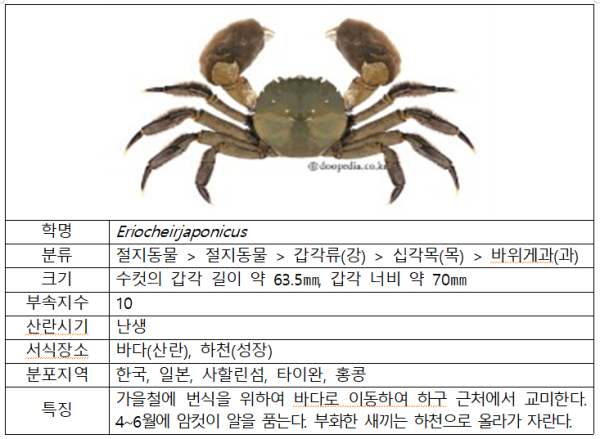 ⓒdoopedia.co.kr
학명 Eriocheirjaponicus
분류 절지동물 > 절지동물 > 갑각류(강) > 십각목(목) > 바위게과(과)
크기 수컷의 갑각 길이 약 63.5㎜, 갑각 너비 약 70㎜
부속지수 10
산란시기 난생
서식장소 바다(산란), 하천(성장)
분포지역 한국, 일본, 사할린섬, 타이완, 홍콩
특징 가을철에 번식을 위하여 바다로 이동하여 하구 근처에서 교미한다.
4~6월에 암컷이 알을 품는다. 부화한 새끼는 하천으로 올라가 자란다.